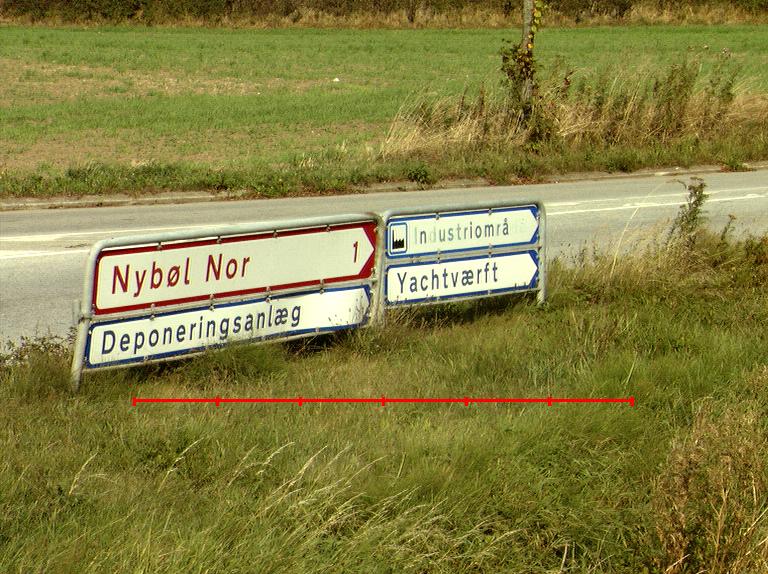 Nybøl Nor 1
Deponeringsanlæg
Industriområ
Yachtværft